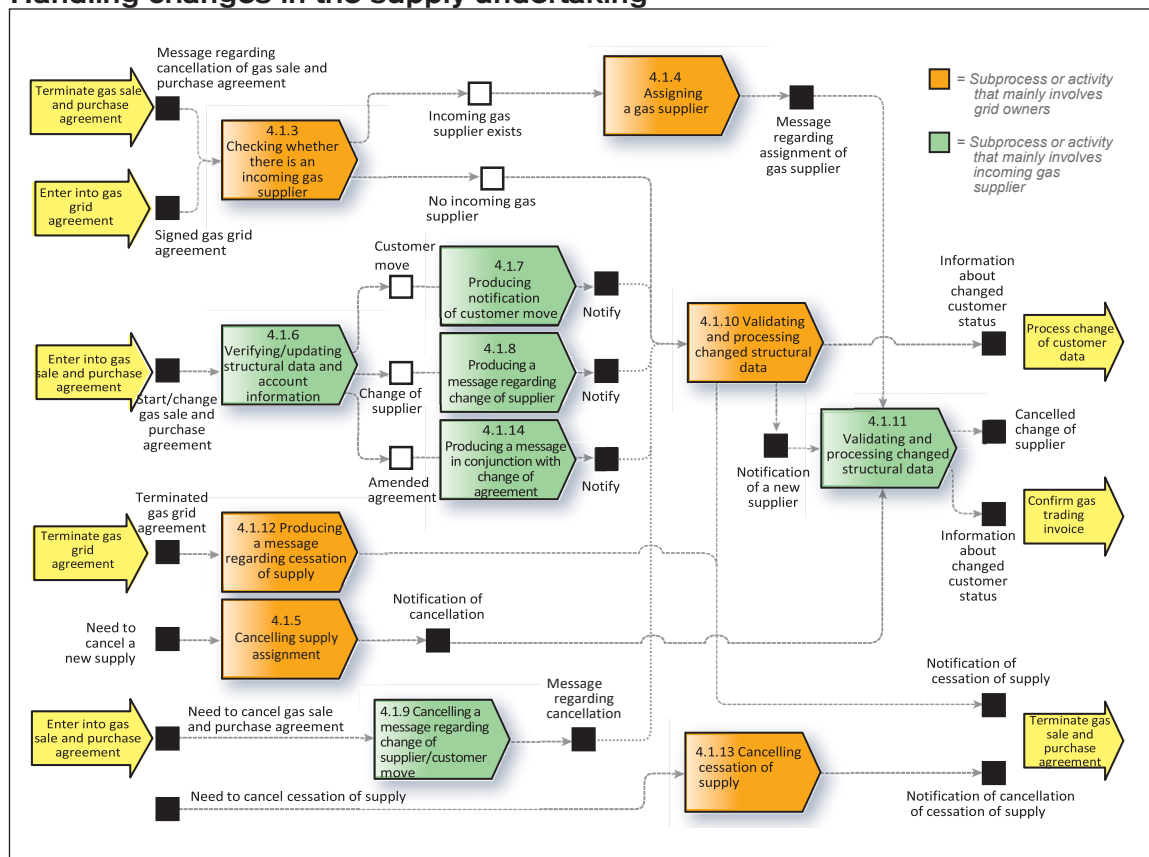 Handling changes in the supply undertaking
Message regarding
cancellation of gas sale and
purchase agreement
Terminate gas sale
and purchase
agreement
4.1.3
Checking whether
there is an
incoming gas
supplier
Incoming gas
supplier exists
4.1.4
Assigning
a gas supplier
Message
regarding
assignment of
gas supplier
= Subprocess or activity
that mainly involves
grid owners
= Subprocess or activity
that mainly involves
incoming gas
supplier
Enter into gas
grid
agreement
Signed gas grid
agreement
No incoming gas
supplier
Customer
move
4.1.7
Producing
notification
of customer move
Notify
Information
about
changed
customer
status
Enter into gas
sale and purchase
agreement
Start/change
gas sale and
purchase
agreement
4.1.6
Verifying/updating
structural data and
account
information
Change of
supplier
4.1.8
Producing a
message regarding
change of supplier
Notify
4.1.10 Validating
and processing
changed structural
data
Process change
of customer
data
Amended
agreement
4.1.14
Producing a message
in conjunction with
change of
agreement
Notify
Notification
of a new
supplier
4.1.11
Validating and
processing changed
structural data
Cancelled
change of
supplier
Confirm gas
trading
invoice
Information
about
changed
customer
status
Terminated
gas grid
agreement
Terminate gas
grid
agreement
4.1.12 Producing
a message
regarding cessation
of supply
Need to
cancel a
new supply
4.1.5
Cancelling supply
assignment
Notification of
cancellation
Notification of
cessation of supply
Enter into gas
sale and purchase
agreement
Need to cancel gas sale
and purchase agreement
4.1.9 Cancelling a
message regarding
change of
supplier/customer
move
Message
regarding
cancellation
4.1.13 Cancelling
cessation of
supply
Terminate gas
sale and
purchase
agreement
Need to cancel cessation of supply
Notification of cancellation
of cessation of supply